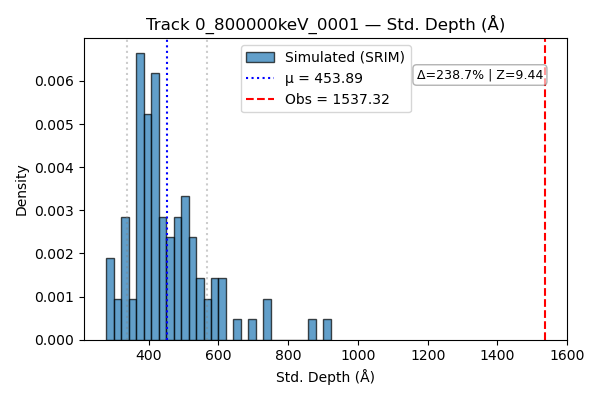 Track 0_800000keV_0001 — Std. Depth (Å)
Simulated (SRIM)
μ = 453.89
Obs = 1537.32
Δ=238.7% | Z=9.44
Density
0.006
0.005
0.004
0.003
0.002
0.001
0.000
400 600 800 1000 1200 1400 1600
Std. Depth (Å)